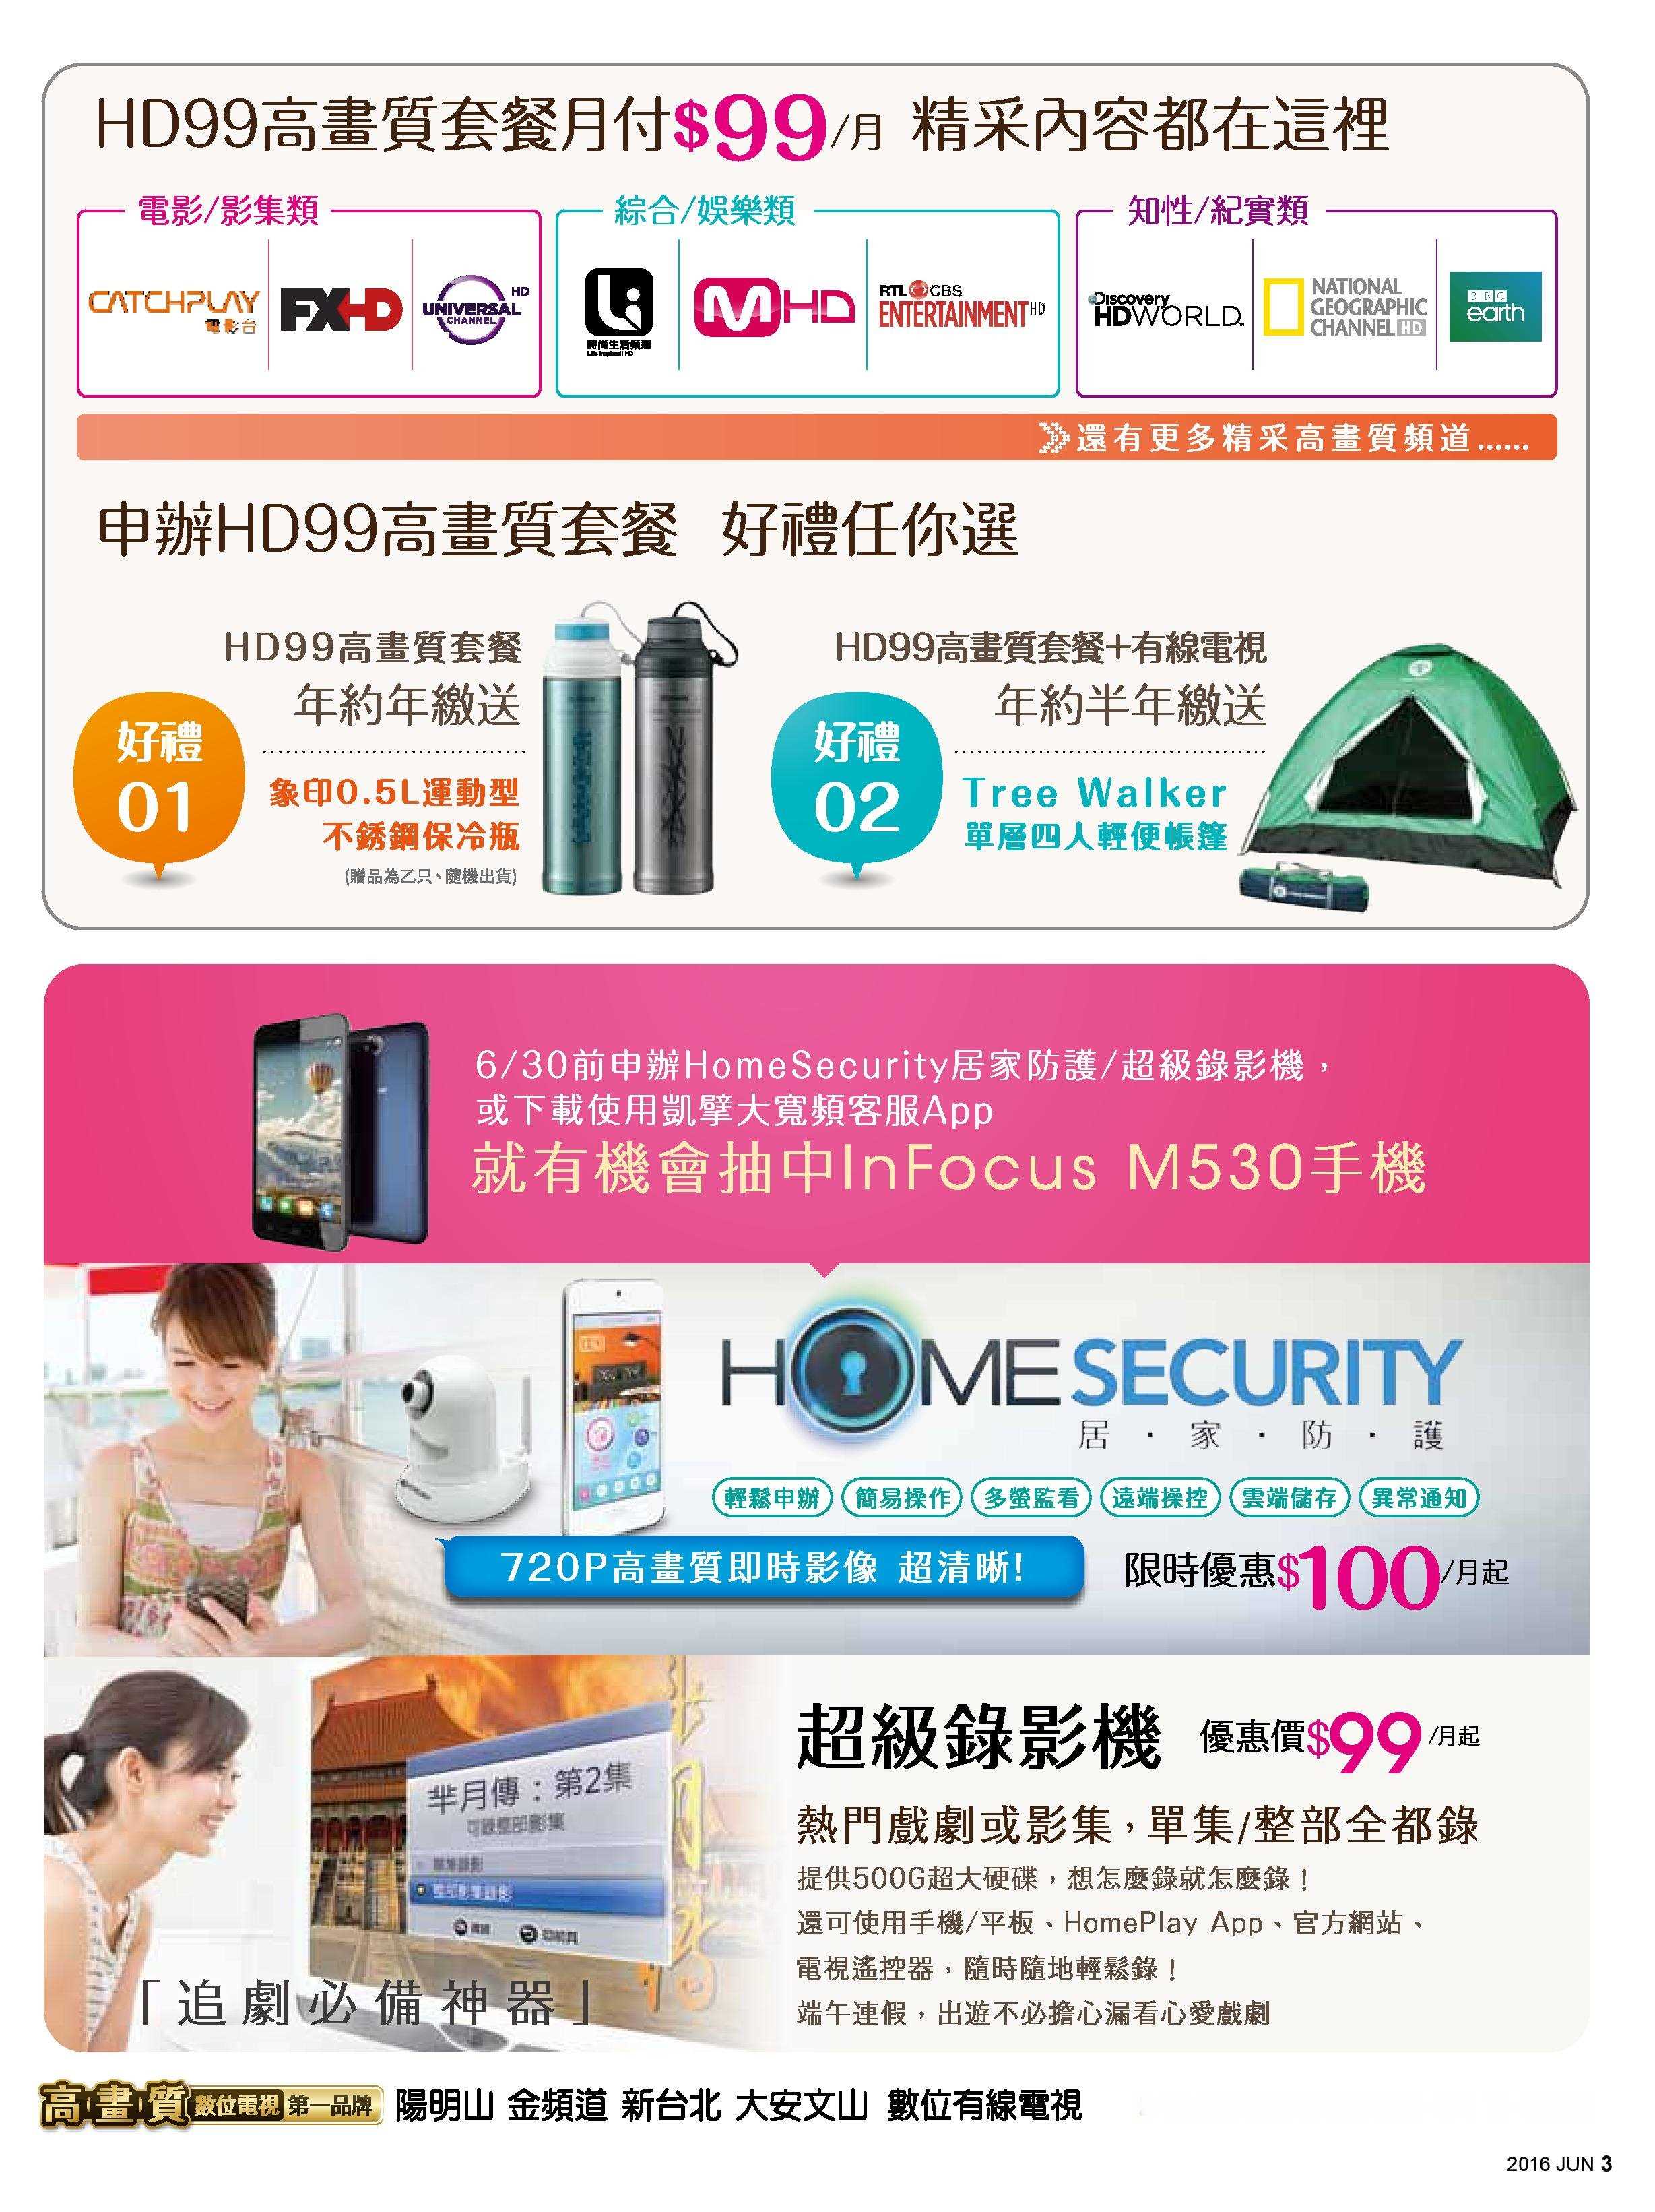 HD99高畫質套餐月付$99/月 精采內容都在這裡
電影/影集類
CATCHPLAY
電影台
FXHD
UNIVERSAL HD
CHANNEL
綜合/娛樂類
Li
時尚生活頻道
Life Inspired HD
M HD
RTL CBS
ENTERTAINMENT HD
知性/紀實類
Discovery
HDWORLD
NATIONAL
GEOGRAPHIC
CHANNEL HD
BBC
earth
還有更多精采高畫質頻道......
申辦HD99高畫質套餐 好禮任你選
好禮
01
HD99高畫質套餐
年約年繳送
象印0.5L運動型
不銹鋼保冷瓶
(贈品為乙只、隨機出貨)
好禮
02
HD99高畫質套餐+有線電視
年約半年繳送
Tree Walker
單層四人輕便帳篷
6/30前申辦HomeSecurity居家防護/超級錄影機，
或下載使用凱擘大寬頻客服App
就有機會抽中InFocus M530手機
HOME SECURITY
居・家・防・護
輕鬆申辦 簡易操作 多螢監看 遠端操控 雲端儲存 異常通知
720P高畫質即時影像 超清晰!
限時優惠$100/月起
芈月傳：第2集
可錄整部影集
「追劇必備神器」
超級錄影機 優惠價$99/月起
熱門戲劇或影集，單集/整部全都錄
提供500G超大硬碟，想怎麼錄就怎麼錄！
還可使用手機/平板、HomePlay App、官方網站、
電視遙控器，隨時隨地輕鬆錄！
端午連假，出遊不必擔心漏看心愛戲劇
高畫質數位電視第一品牌 陽明山 金頻道 新台北 大安文山 數位有線電視
2016 JUN 3